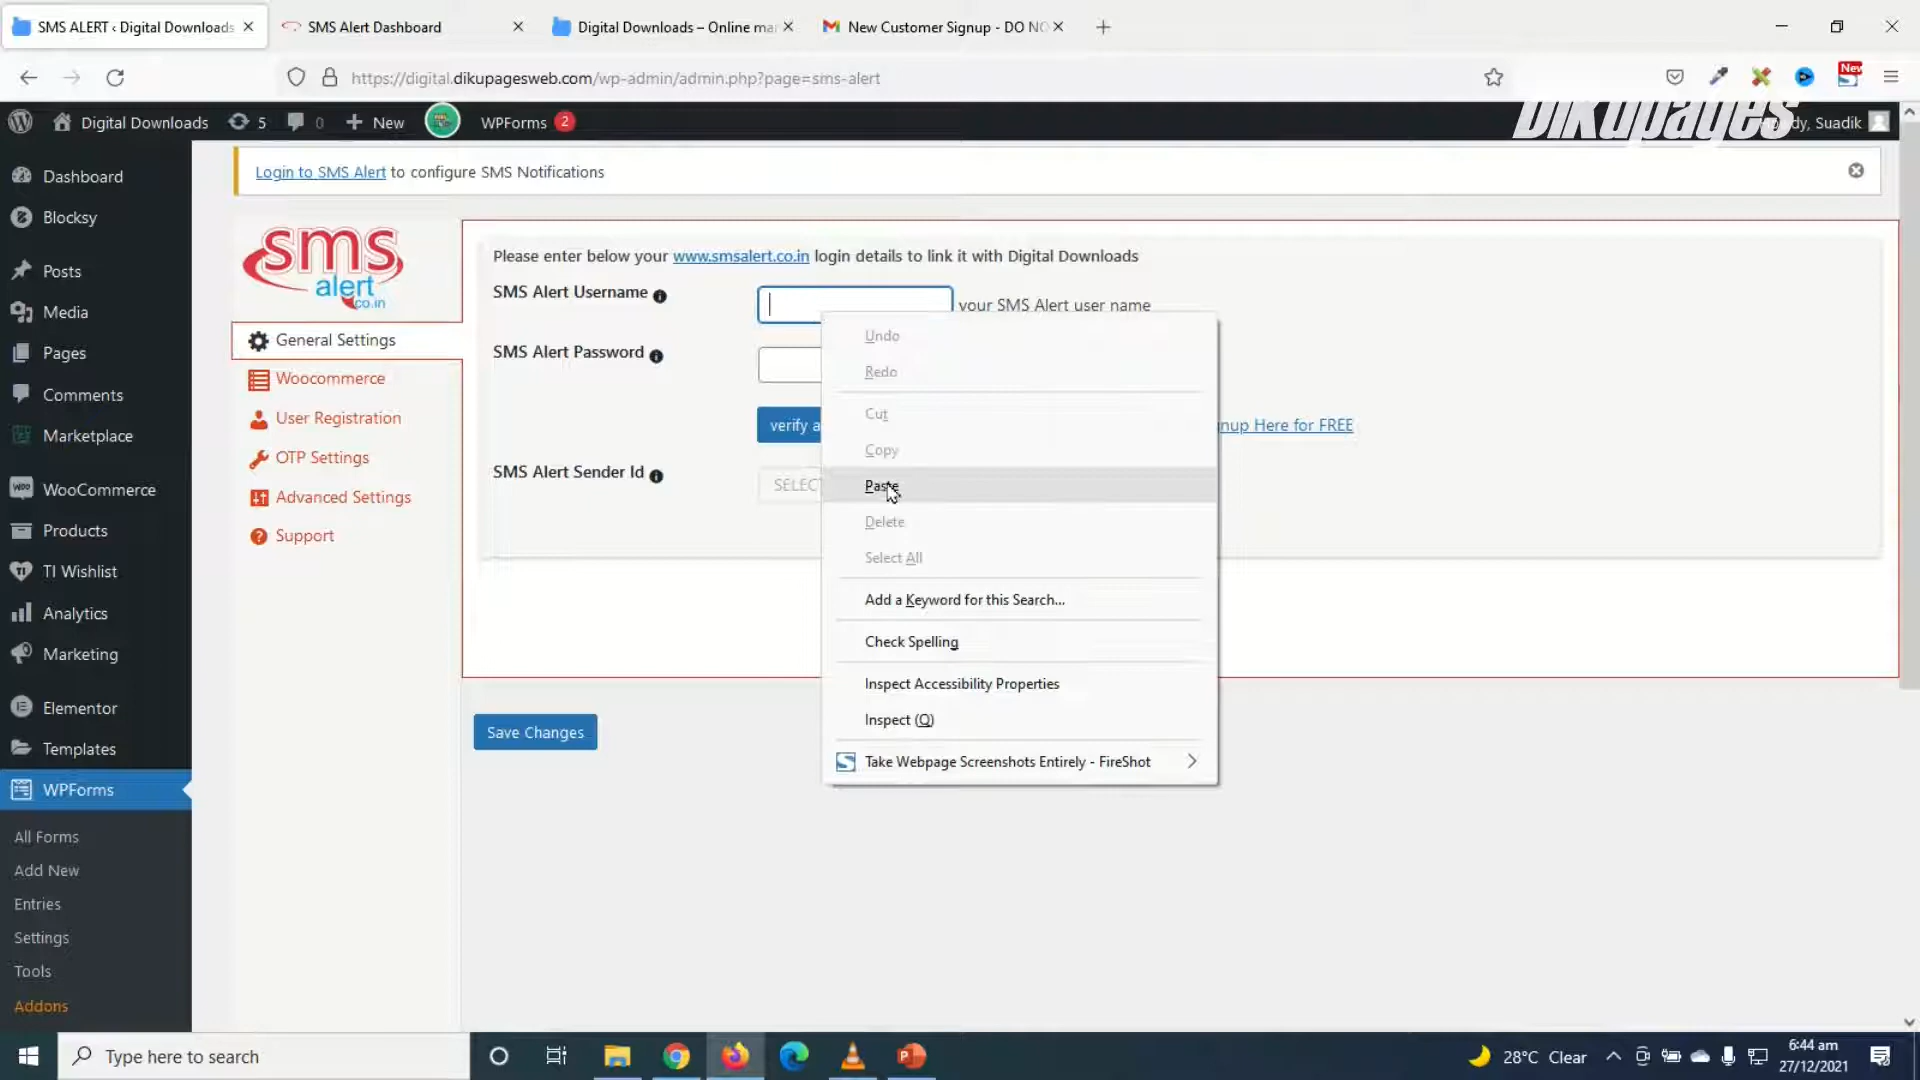 SMS ALERT ‹ Digital Downloads
SMS Alert Dashboard
Digital Downloads – Online mar
New Customer Signup - DO NO
https://digital.dikupagesweb.com/wp-admin/admin.php?page=sms-alert
New
Digital Downloads
5
0
New
WPForms 2
Dikupages
dy, Suadik
Login to SMS Alert to configure SMS Notifications
Dashboard
Blocksy
Posts
Media
Pages
Comments
Marketplace
WooCommerce
Products
TI Wishlist
Analytics
Marketing
Elementor
Templates
WPForms
All Forms
Add New
Entries
Settings
Tools
Addons
sms
alert
co.in
General Settings
Woocommerce
User Registration
OTP Settings
Advanced Settings
Support
Please enter below your www.smsalert.co.in login details to link it with Digital Downloads
SMS Alert Username
your SMS Alert user name
SMS Alert Password
verify a
nup Here for FREE
SMS Alert Sender Id
SELECT
Save Changes
Undo
Redo
Cut
Copy
Paste
Delete
Select All
Add a Keyword for this Search...
Check Spelling
Inspect Accessibility Properties
Inspect (Q)
Take Webpage Screenshots Entirely - FireShot
Type here to search
28°C Clear
6:44 am
27/12/2021